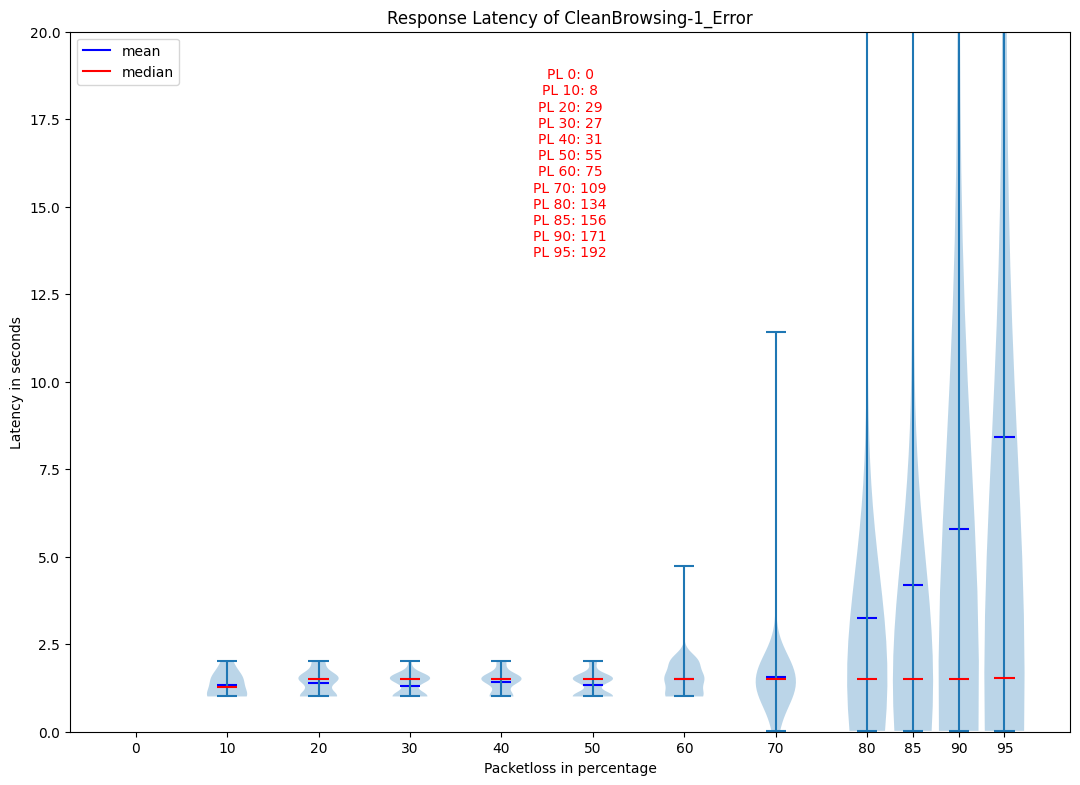 Response Latency of CleanBrowsing-1_Error
mean
median
PL 0: 0
PL 10: 8
PL 20: 29
PL 30: 27
PL 40: 31
PL 50: 55
PL 60: 75
PL 70: 109
PL 80: 134
PL 85: 156
PL 90: 171
PL 95: 192
Latency in seconds
20.0
17.5
15.0
12.5
10.0
7.5
5.0
2.5
0.0
0 10 20 30 40 50 60 70 80 85 90 95
Packetloss in percentage